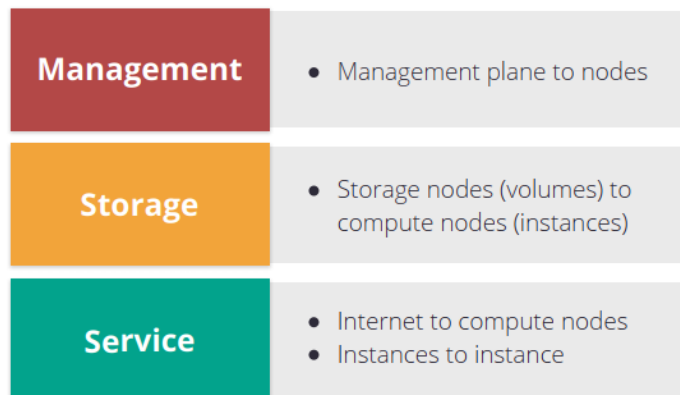 Management
• Management plane to nodes
Storage
• Storage nodes (volumes) to
compute nodes (instances)
Service
• Internet to compute nodes
• Instances to instance